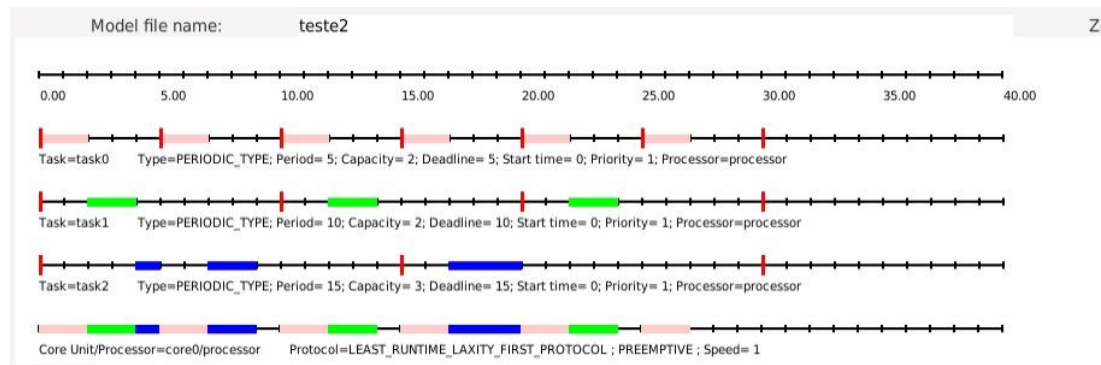 Model file name: teste2 Z
0.00 5.00 10.00 15.00 20.00 25.00 30.00 35.00 40.00
Task=task0 Type=PERIODIC_TYPE; Period= 5; Capacity= 2; Deadline= 5; Start time= 0; Priority= 1; Processor=processor
Task=task1 Type=PERIODIC_TYPE; Period= 10; Capacity= 2; Deadline= 10; Start time= 0; Priority= 1; Processor=processor
Task=task2 Type=PERIODIC_TYPE; Period= 15; Capacity= 3; Deadline= 15; Start time= 0; Priority= 1; Processor=processor
Core Unit/Processor=core0/processor Protocol=LEAST_RUNTIME_LAXITY_FIRST_PROTOCOL ; PREEMPTIVE ; Speed= 1